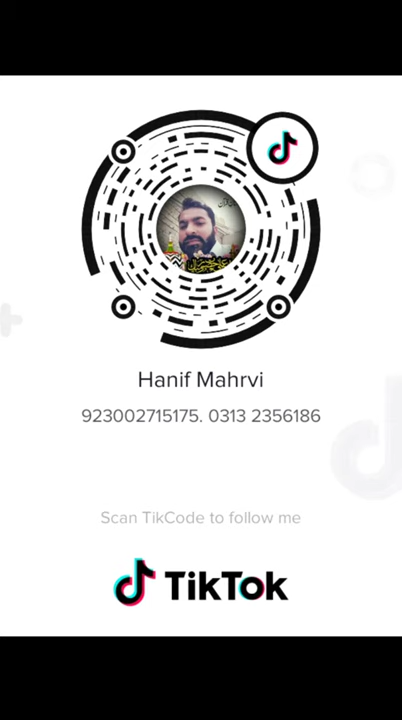 Hanif Mahrvi
923002715175. 0313 2356186
Scan TikCode to follow me
TikTok